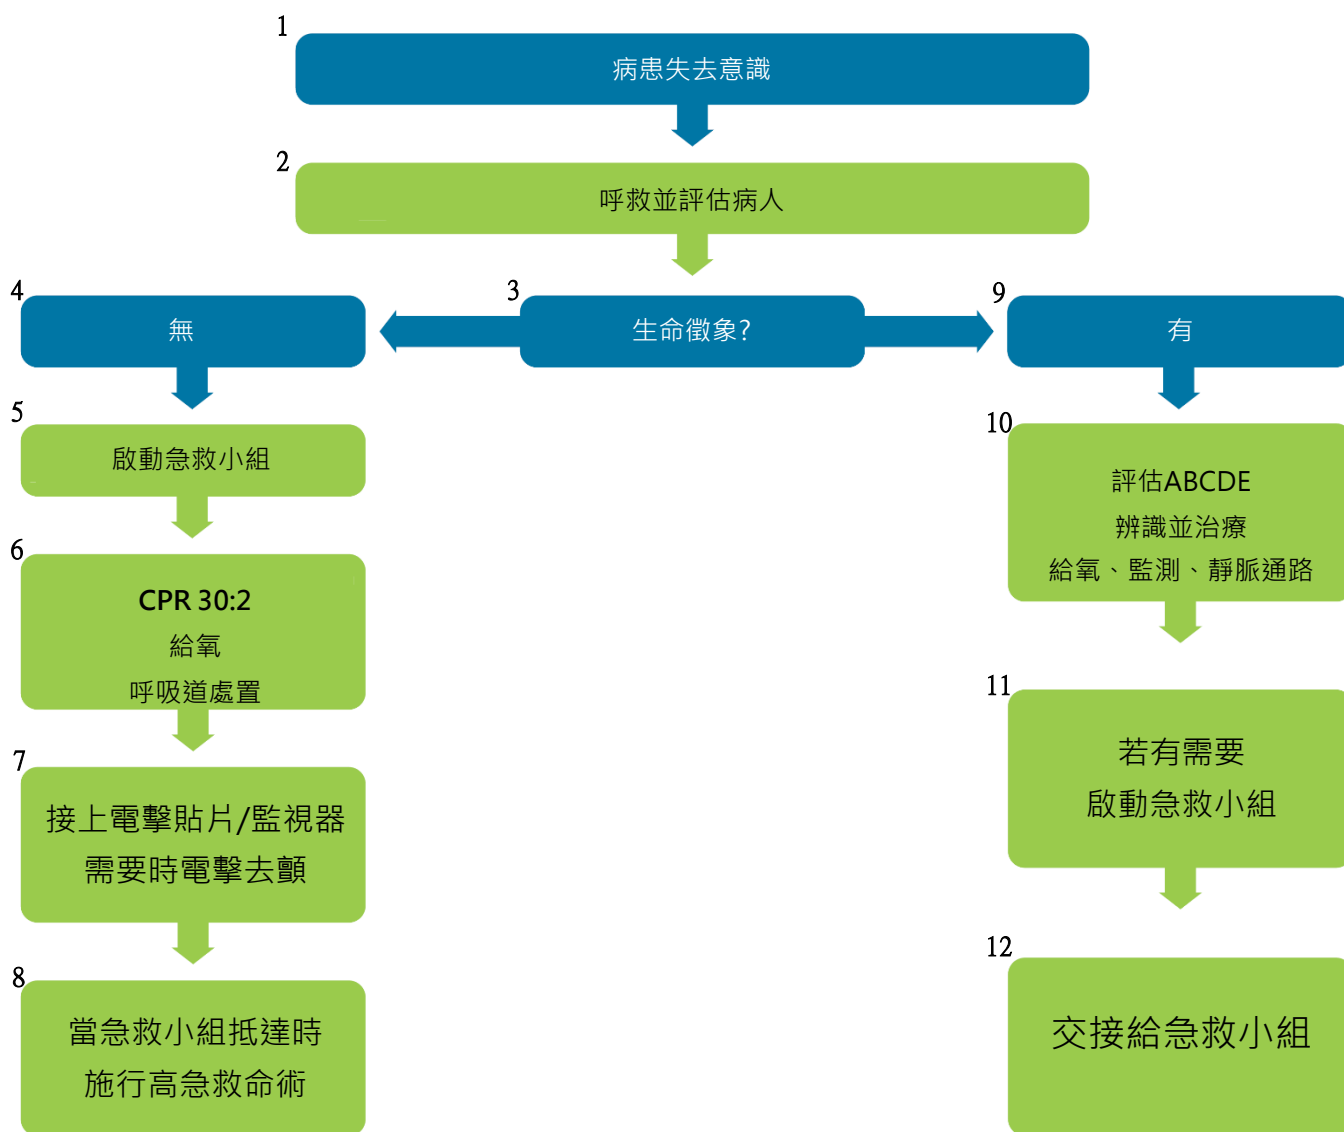 1
病患失去意識
2
呼救並評估病人
3
生命徵象?
4
無
5
啟動急救小組
6
CPR 30:2
給氧
呼吸道處置
7
接上電擊貼片/監視器
需要時電擊去顫
8
當急救小組抵達時
施行高急救命術
9
有
10
評估ABCDE
辨識並治療
給氧、監測、靜脈通路
11
若有需要
啟動急救小組
12
交接給急救小組